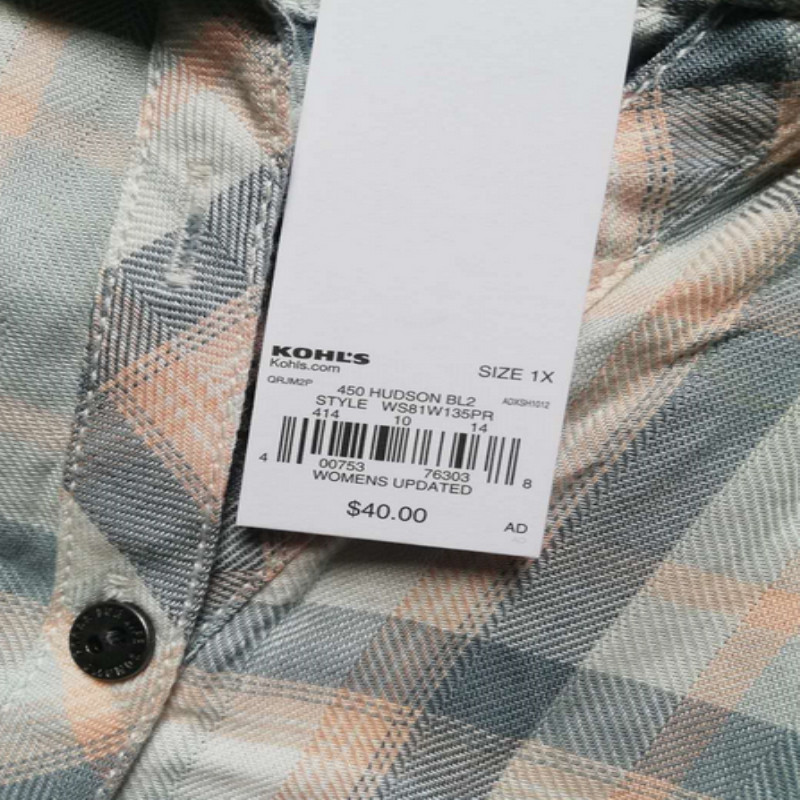 KOHL'S
Kohls.com
SIZE 1X
QRJM2P
450 HUDSON BL2
ADXSH1012
STYLE WS81W135PR
414 10 14
4 00753 76303 8
WOMENS UPDATED
$40.00
AD
AD